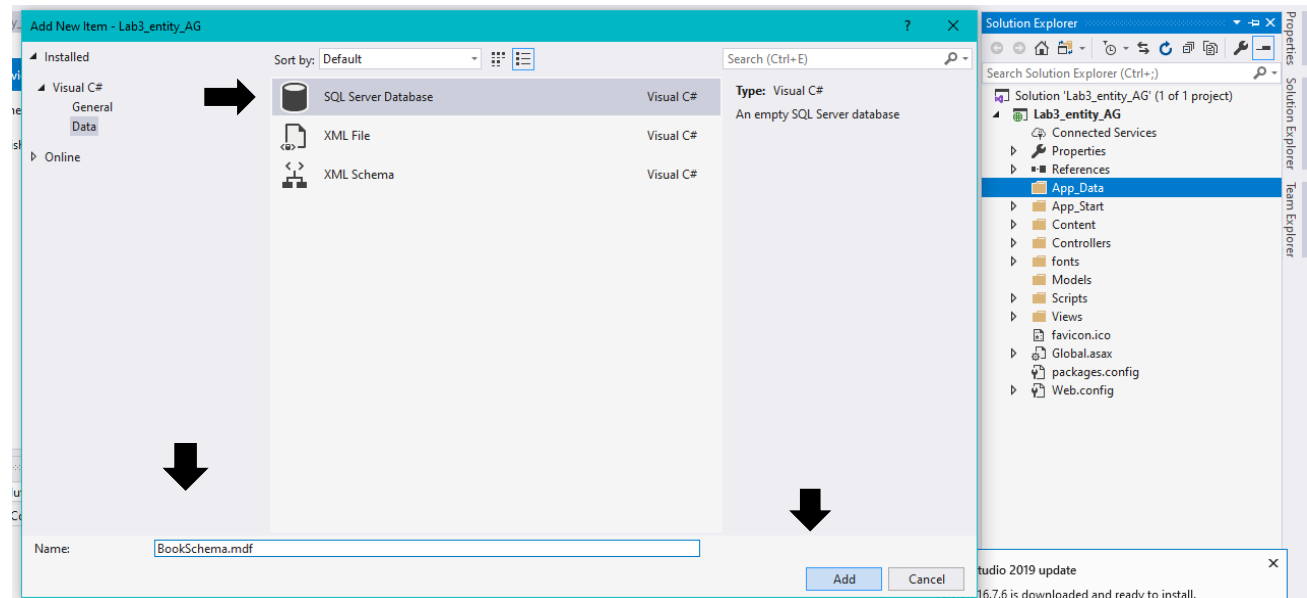 Add New Item - Lab3_entity_AG
?
Installed
Visual C#
General
Data
Online
Sort by: Default
Search (Ctrl+E)
SQL Server Database Visual C#
XML File Visual C#
XML Schema Visual C#
Type: Visual C#
An empty SQL Server database
Name: BookSchema.mdf
Add Cancel
Solution Explorer
Search Solution Explorer (Ctrl+;)
Solution 'Lab3_entity_AG' (1 of 1 project)
Lab3_entity_AG
Connected Services
Properties
References
App_Data
App_Start
Content
Controllers
fonts
Models
Scripts
Views
favicon.ico
Global.asax
packages.config
Web.config
Properties
Solution Explorer
Team Explorer
tudio 2019 update
16.7.6 is downloaded and ready to install.